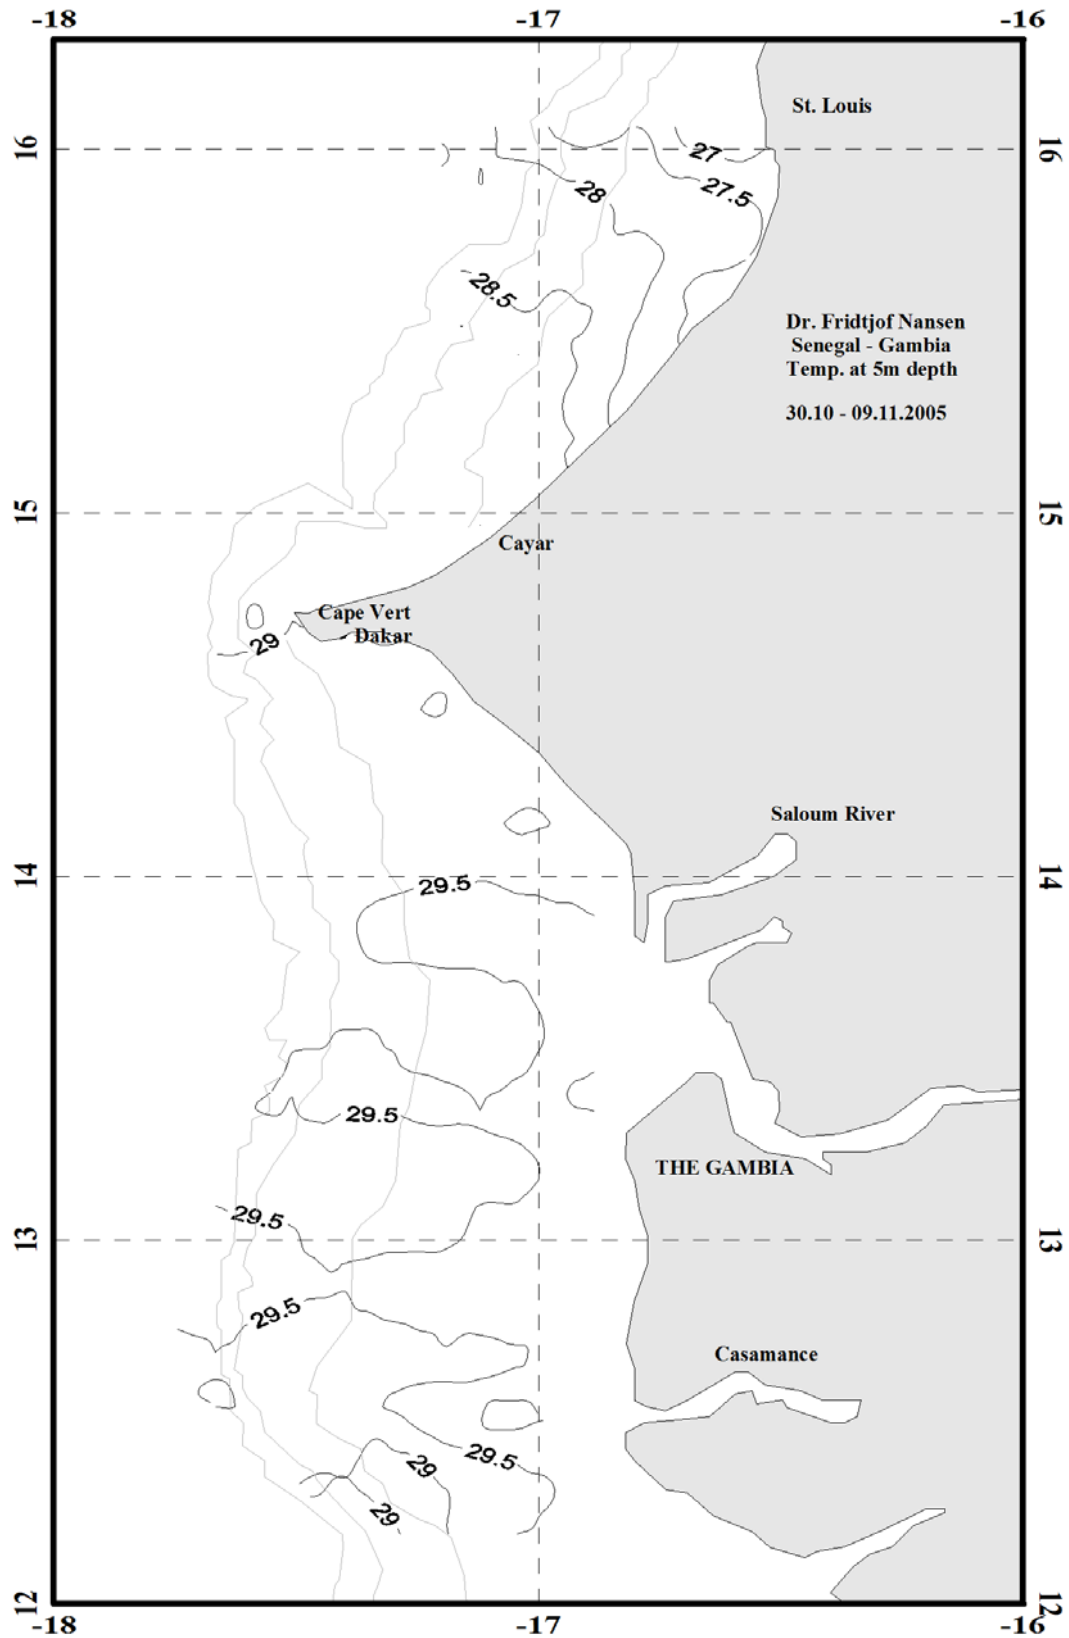 -18 -17 -16
St. Louis
16 27 16
28 27.5
28.5
Dr. Fridtjof Nansen
Senegal - Gambia
Temp. at 5m depth
30.10 - 09.11.2005
15 15
Cayar
Cape Vert
Dakar
29
Saloum River
14 29.5 14
29.5
THE GAMBIA
29.5
13 13
29.5
Casamance
29.5
29
29
12 12
-18 -17 -16